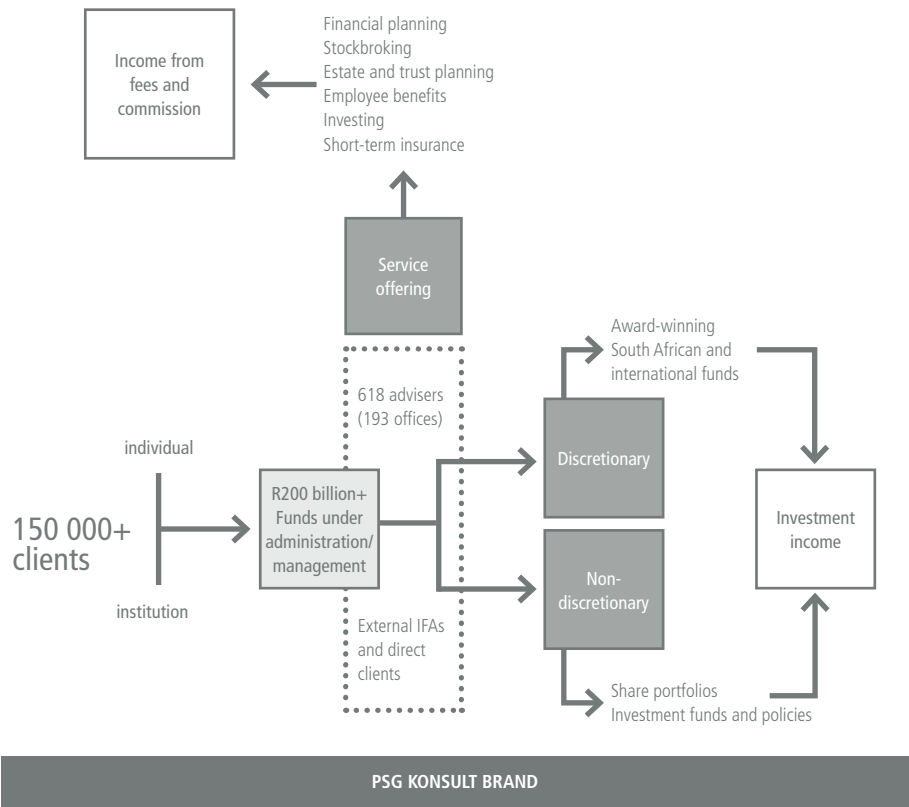 Income from
fees and
commission
Financial planning
Stockbroking
Estate and trust planning
Employee benefits
Investing
Short-term insurance
Service
offering
618 advisers
(193 offices)
Award-winning
South African and
international funds
individual
150 000+
clients
institution
R200 billion+
Funds under
administration/
management
Discretionary
Non-
discretionary
Investment
income
External IFAs
and direct
clients
Share portfolios
Investment funds and policies
PSG KONSULT BRAND